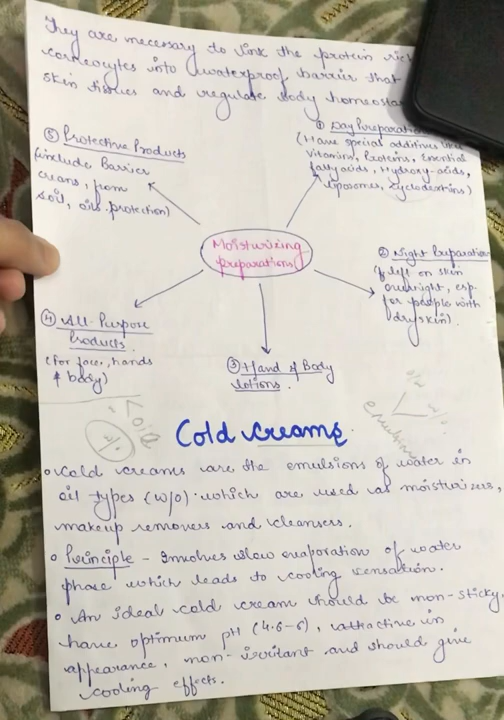 They are necessary to link the protein rich
corneocytes into waterproof barrier that
skin tissues and regulate body homeostas
⑤ Protective Products
(include Barrier
creams, from
soil, oils protection)
① Day Preparation
(Have special additives like
Vitamins, Proteins, Essential
fatty acids, Hydroxy-acids,
liposomes, Cyclodextrins)
Moisturizing
preparations
② Night Preparation
(if left on skin
overnight, esp.
for people with
dry skin).
④ All-Purpose
Products.
(for face, hands
& body)
③ Hand & Body
lotions.
Cold creams
emulsion
o/w
w/o
◦ Cold creams are the emulsions of water in
oil types (w/o) which are used as moisturizers,
makeup removers and cleansers.
◦ Principle - Involves slow evaporation of water
phase which leads to cooling sensation.
◦ An ideal cold cream should be non-sticky,
have optimum pH (4.6-6), attractive in
appearance, non-irritant and should give
cooling effects.